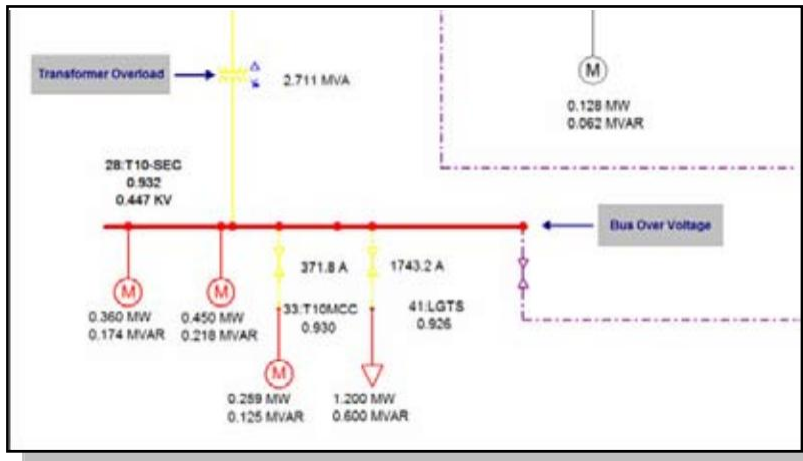 Transformer Overload
2.711 MVA
M
0.128 MW
0.062 MVAR
28:T10-SEC
0.932
0.447 KV
Bus Over Voltage
M
0.360 MW
0.174 MVAR
M
0.450 MW
0.218 MVAR
371.8 A
33:T10MCC
0.930
1743.2 A
41:LGTS
0.926
M
0.289 MW
0.125 MVAR
1.200 MW
0.600 MVAR